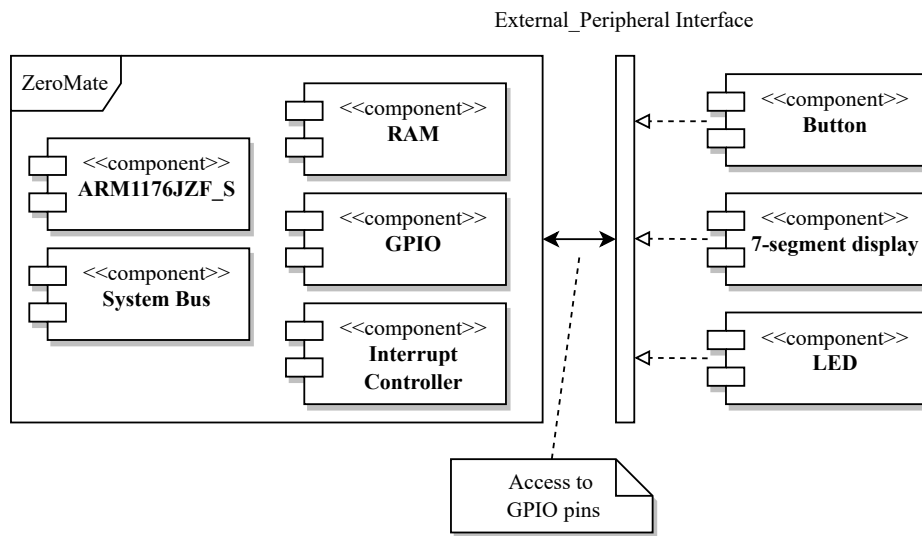 External_Peripheral Interface
ZeroMate
<<component>>
ARM1176JZF_S
<<component>>
System Bus
<<component>>
RAM
<<component>>
GPIO
<<component>>
Interrupt
Controller
<<component>>
Button
<<component>>
7-segment display
<<component>>
LED
Access to
GPIO pins